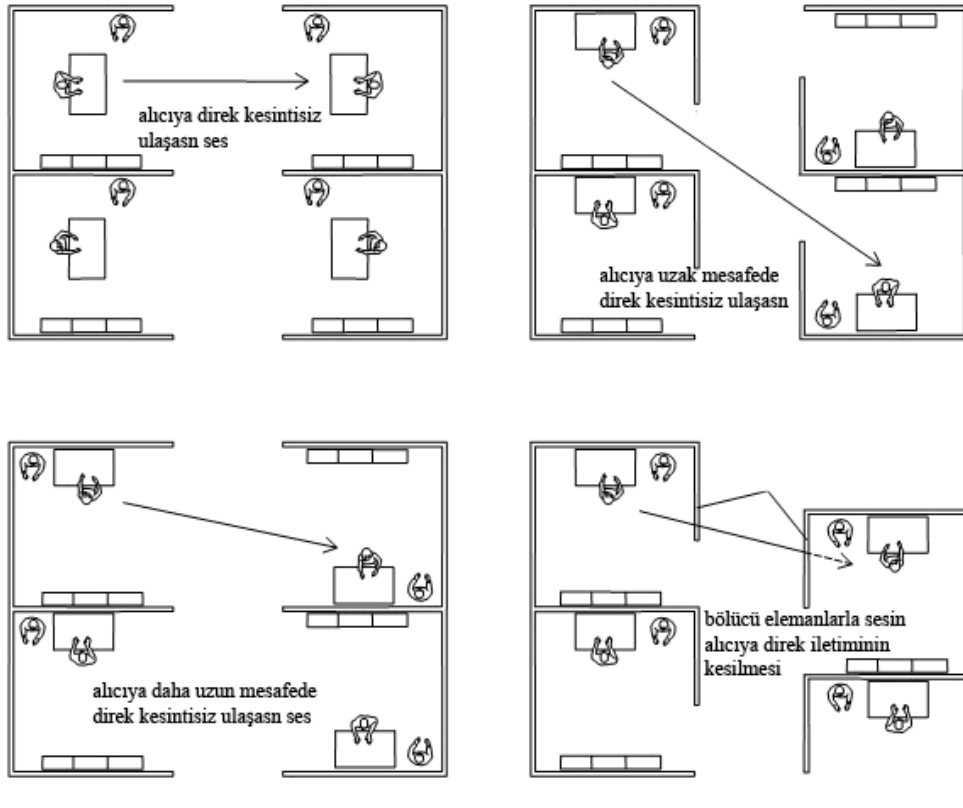 alıcıya direk kesintisiz
ulaşasn ses
alıcıya uzak mesafede
direk kesintisiz ulaşasn
alıcıya daha uzun mesafede
direk kesintisiz ulaşasn ses
bölücü elemanlarla sesin
alıcıya direk iletiminin
kesilmesi